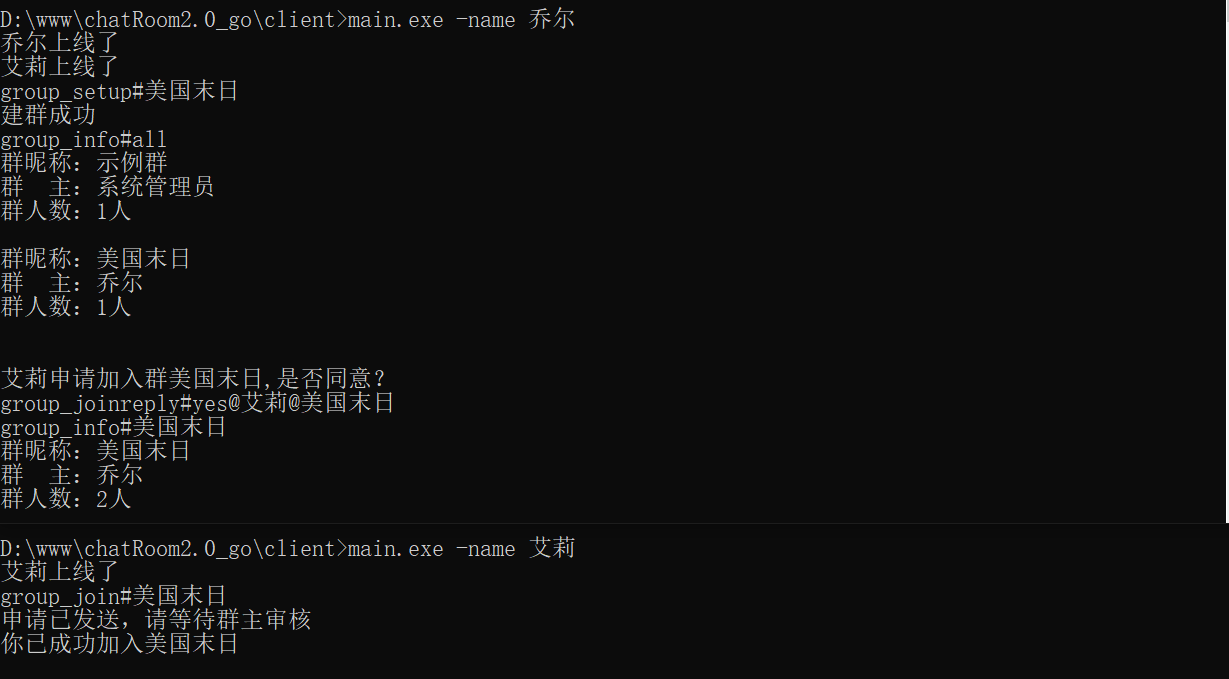 D:\www\chatRoom2.0_go\client>main.exe -name 乔尔
乔尔上线了
艾莉上线了
group_setup#美国末日
建群成功
group_info#all
群昵称：示例群
群　主：系统管理员
群人数：1人
群昵称：美国末日
群　主：乔尔
群人数：1人
艾莉申请加入群美国末日,是否同意？
group_joinreply#yes@艾莉@美国末日
group_info#美国末日
群昵称：美国末日
群　主：乔尔
群人数：2人
D:\www\chatRoom2.0_go\client>main.exe -name 艾莉
艾莉上线了
group_join#美国末日
申请已发送，请等待群主审核
你已成功加入美国末日